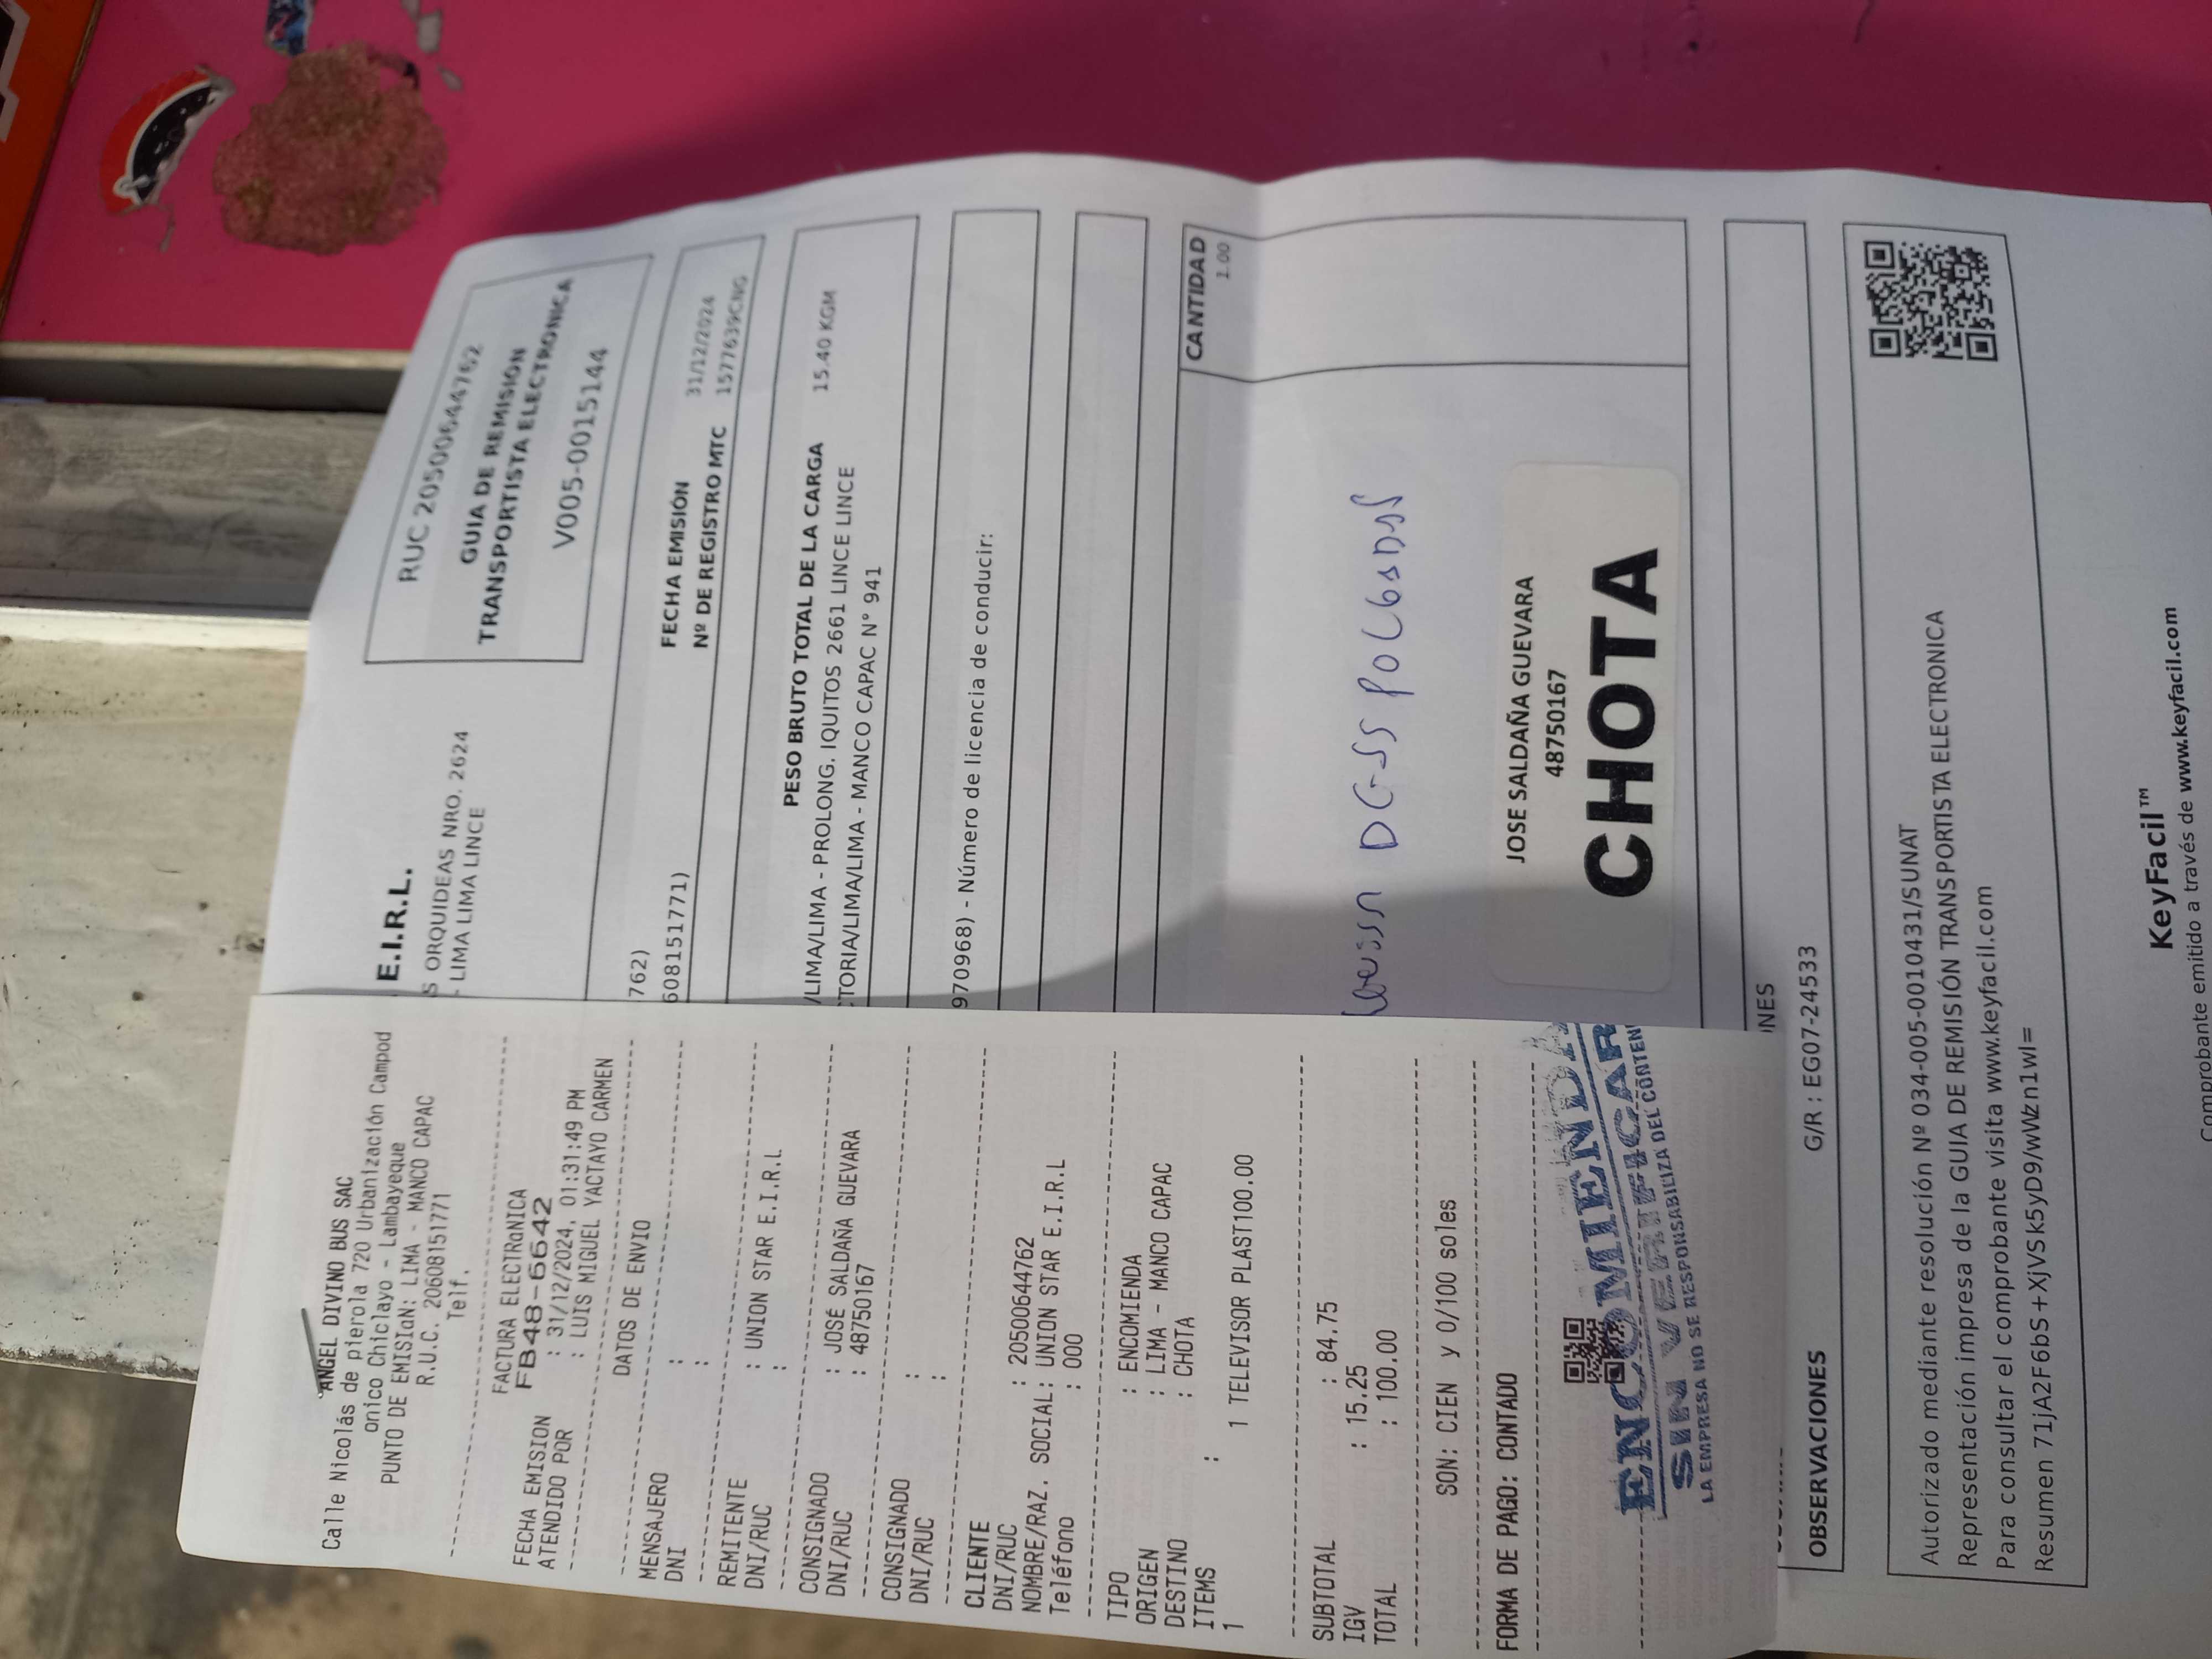 ANGEL DIVINO BUS SAC
Calle Nicolás de pierola 720 Urbanización Campod
onico Chiclayo - Lambayeque
PUNTO DE EMISIaN: LIMA - MANCO CAPAC
R.U.C. 20608151771
Telf.
FACTURA ELECTRaNICA
FB48-6642
FECHA EMISION : 31/12/2024, 01:31:49 PM
ATENDIDO POR : LUIS MIGUEL YACTAYO CARMEN
DATOS DE ENVIO
MENSAJERO :
DNI :
REMITENTE : UNION STAR E.I.R.L
DNI/RUC :
CONSIGNADO : JOSÉ SALDAÑA GUEVARA
DNI/RUC : 48750167
CONSIGNADO :
DNI/RUC :
CLIENTE
DNI/RUC : 20500644762
NOMBRE/RAZ. SOCIAL: UNION STAR E.I.R.L
Teléfono : 000
TIPO : ENCOMIENDA
ORIGEN : LIMA - MANCO CAPAC
DESTINO : CHOTA
ITEMS :
1 1 TELEVISOR PLAST100.00
SUBTOTAL : 84.75
IGV : 15.25
TOTAL : 100.00
SON: CIEN y 0/100 soles
FORMA DE PAGO: CONTADO
ENCOMIENDA
SIN VERIFICAR
LA EMPRESA NO SE RESPONSABILIZA DEL CONTEN
E.I.R.L.
S ORQUIDEAS NRO. 2624
- LIMA LIMA LINCE
RUC 20500644762
GUIA DE REMISION
TRANSPORTISTA ELECTRONICA
V005-0015144
762)
60815177​1)
FECHA EMISIÓN 31/12/2024
Nº DE REGISTRO MTC 1577639CNG
PESO BRUTO TOTAL DE LA CARGA 15.40 KGM
/LIMA/LIMA - PROLONG. IQUITOS 2661 LINCE LINCE
TORIA/LIMA/LIMA - MANCO CAPAC N° 941
970968) - Número de licencia de conducir:
CANTIDAD
1.00
JOSE SALDAÑA GUEVARA
48750167
CHOTA
NES
OBSERVACIONES G/R : EG07-24533
Autorizado mediante resolución Nº 034-005-0010431/SUNAT
Representación impresa de la GUIA DE REMISIÓN TRANSPORTISTA ELECTRONICA
Para consultar el comprobante visita www.keyfacil.com
Resumen 71jA2F6bS+XjVSk5yD9/wWzn1wI=
KeyFacil™
Comprobante emitido a través de www.keyfacil.com